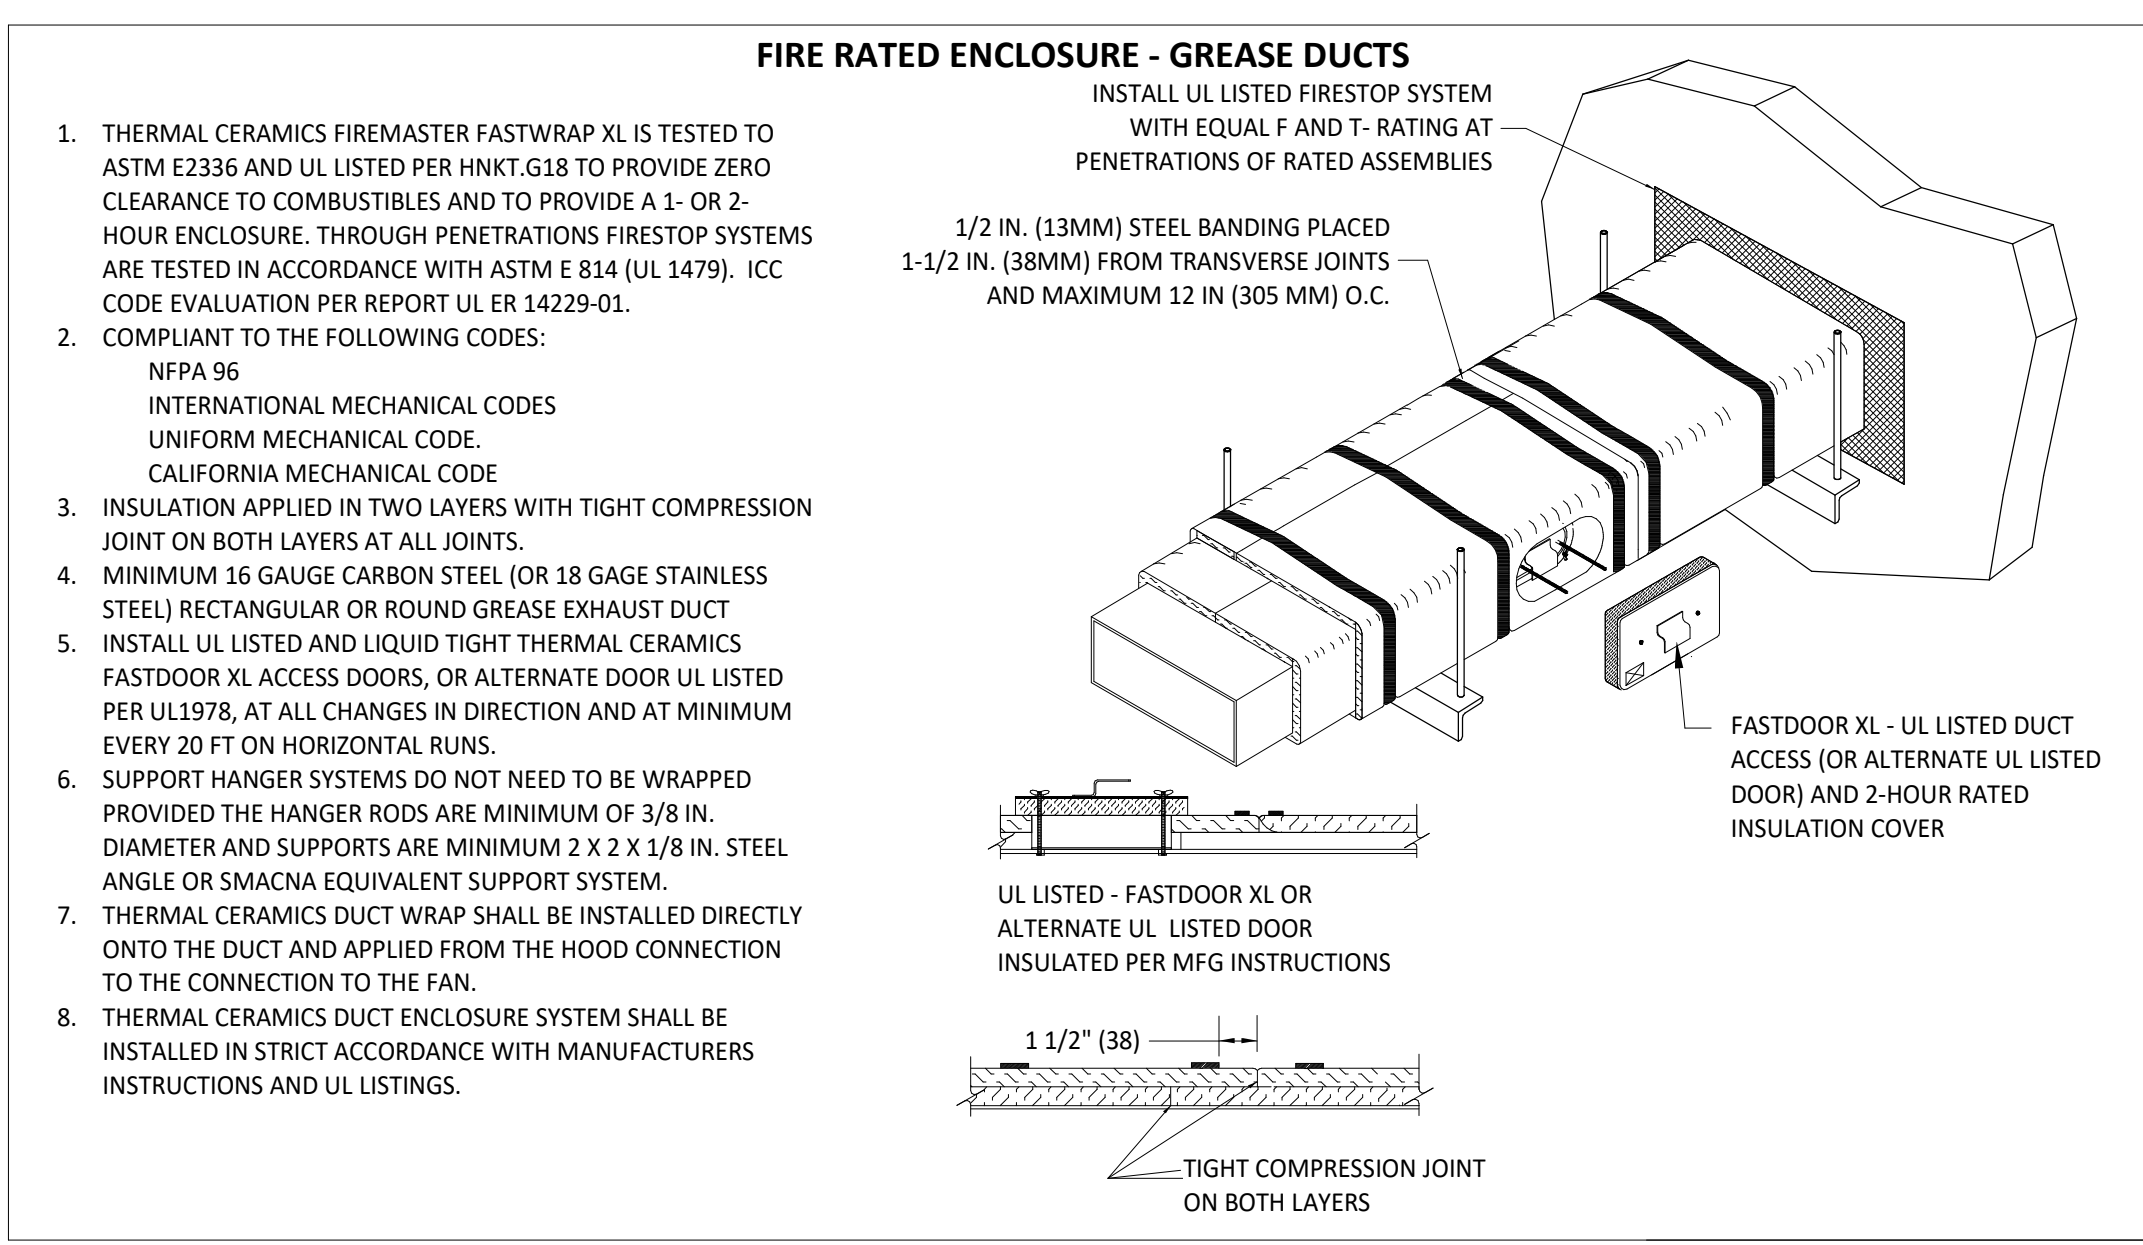 FIRE RATED ENCLOSURE - GREASE DUCTS
1. THERMAL CERAMICS FIREMASTER FASTWRAP XL IS TESTED TO
ASTM E2336 AND UL LISTED PER HNKT.G18 TO PROVIDE ZERO
CLEARANCE TO COMBUSTIBLES AND TO PROVIDE A 1- OR 2-
HOUR ENCLOSURE. THROUGH PENETRATIONS FIRESTOP SYSTEMS
ARE TESTED IN ACCORDANCE WITH ASTM E 814 (UL 1479). ICC
CODE EVALUATION PER REPORT UL ER 14229-01.
2. COMPLIANT TO THE FOLLOWING CODES:
NFPA 96
INTERNATIONAL MECHANICAL CODES
UNIFORM MECHANICAL CODE.
CALIFORNIA MECHANICAL CODE
3. INSULATION APPLIED IN TWO LAYERS WITH TIGHT COMPRESSION
JOINT ON BOTH LAYERS AT ALL JOINTS.
4. MINIMUM 16 GAUGE CARBON STEEL (OR 18 GAGE STAINLESS
STEEL) RECTANGULAR OR ROUND GREASE EXHAUST DUCT
5. INSTALL UL LISTED AND LIQUID TIGHT THERMAL CERAMICS
FASTDOOR XL ACCESS DOORS, OR ALTERNATE DOOR UL LISTED
PER UL1978, AT ALL CHANGES IN DIRECTION AND AT MINIMUM
EVERY 20 FT ON HORIZONTAL RUNS.
6. SUPPORT HANGER SYSTEMS DO NOT NEED TO BE WRAPPED
PROVIDED THE HANGER RODS ARE MINIMUM OF 3/8 IN.
DIAMETER AND SUPPORTS ARE MINIMUM 2 X 2 X 1/8 IN. STEEL
ANGLE OR SMACNA EQUIVALENT SUPPORT SYSTEM.
7. THERMAL CERAMICS DUCT WRAP SHALL BE INSTALLED DIRECTLY
ONTO THE DUCT AND APPLIED FROM THE HOOD CONNECTION
TO THE CONNECTION TO THE FAN.
8. THERMAL CERAMICS DUCT ENCLOSURE SYSTEM SHALL BE
INSTALLED IN STRICT ACCORDANCE WITH MANUFACTURERS
INSTRUCTIONS AND UL LISTINGS.
INSTALL UL LISTED FIRESTOP SYSTEM
WITH EQUAL F AND T- RATING AT
PENETRATIONS OF RATED ASSEMBLIES
1/2 IN. (13MM) STEEL BANDING PLACED
1-1/2 IN. (38MM) FROM TRANSVERSE JOINTS
AND MAXIMUM 12 IN (305 MM) O.C.
FASTDOOR XL - UL LISTED DUCT
ACCESS (OR ALTERNATE UL LISTED
DOOR) AND 2-HOUR RATED
INSULATION COVER
UL LISTED - FASTDOOR XL OR
ALTERNATE UL LISTED DOOR
INSULATED PER MFG INSTRUCTIONS
1 1/2" (38)
TIGHT COMPRESSION JOINT
ON BOTH LAYERS